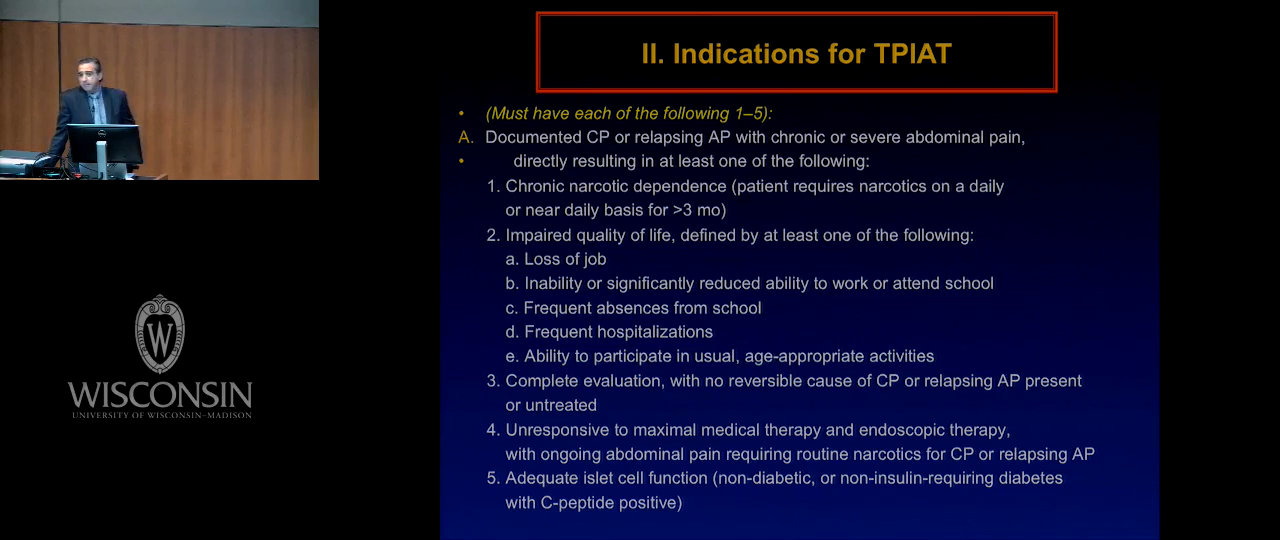 II. Indications for TPIAT
• (Must have each of the following 1–5):
A. Documented CP or relapsing AP with chronic or severe abdominal pain,
• directly resulting in at least one of the following:
1. Chronic narcotic dependence (patient requires narcotics on a daily
or near daily basis for >3 mo)
2. Impaired quality of life, defined by at least one of the following:
a. Loss of job
b. Inability or significantly reduced ability to work or attend school
c. Frequent absences from school
d. Frequent hospitalizations
e. Ability to participate in usual, age-appropriate activities
3. Complete evaluation, with no reversible cause of CP or relapsing AP present
or untreated
4. Unresponsive to maximal medical therapy and endoscopic therapy,
with ongoing abdominal pain requiring routine narcotics for CP or relapsing AP
5. Adequate islet cell function (non-diabetic, or non-insulin-requiring diabetes
with C-peptide positive)
W
WISCONSIN
UNIVERSITY OF WISCONSIN–MADISON